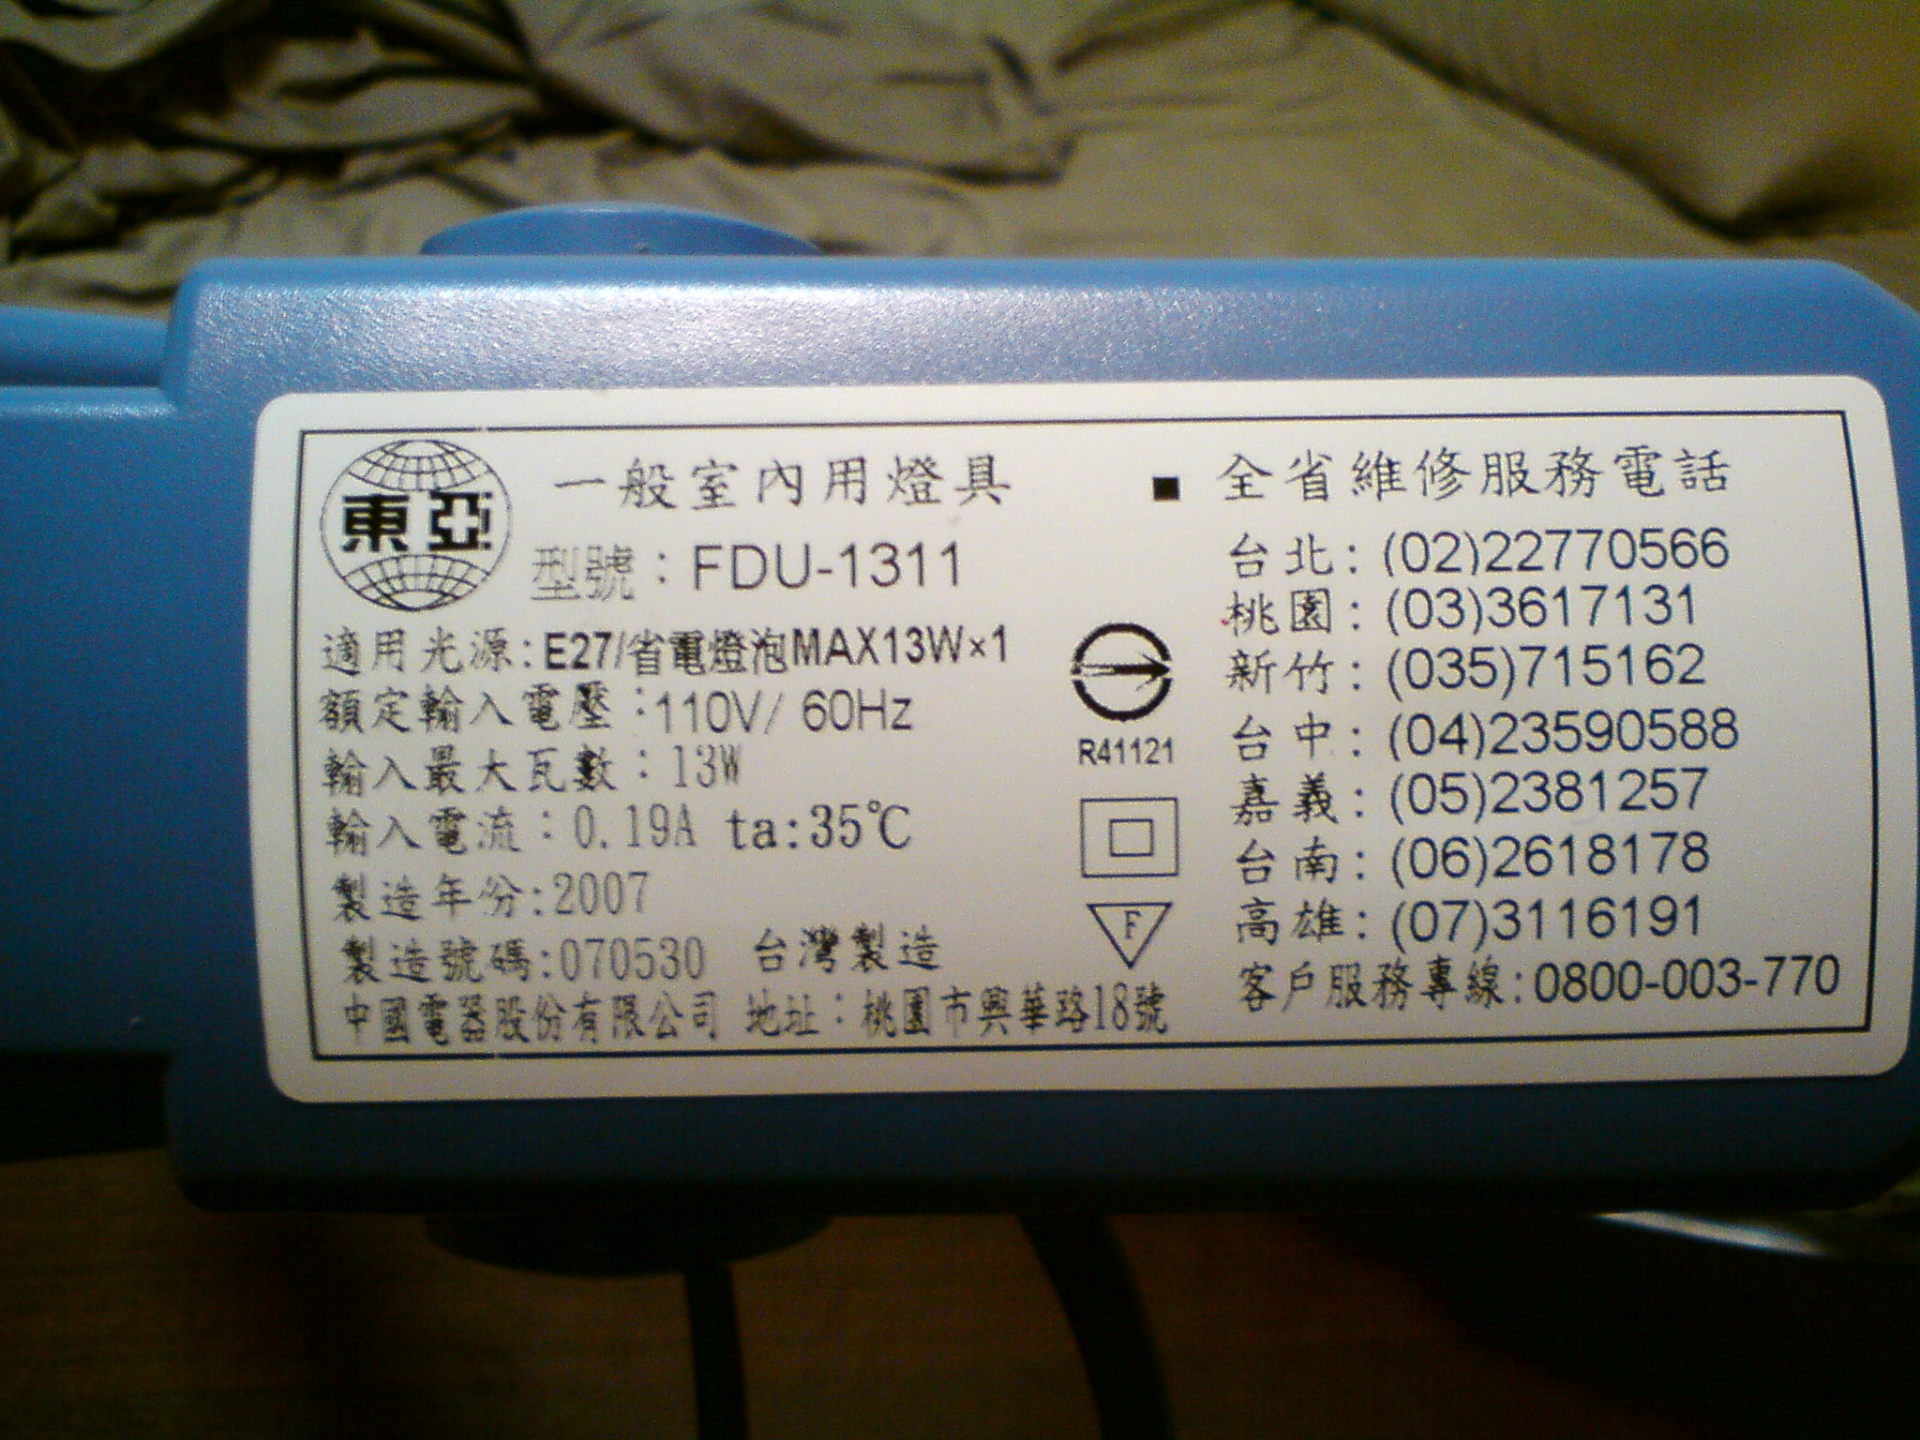 東亞
一般室內用燈具
型號：FDU-1311
適用光源：E27/省電燈泡MAX13W×1
額定輸入電壓：110V/ 60Hz
輸入最大瓦數：13W
輸入電流：0.19A ta:35℃
製造年份:2007
製造號碼:070530 台灣製造
中國電器股份有限公司 地址：桃園市興華路18號
R41121
F
■ 全省維修服務電話
台北：(02)22770566
桃園：(03)3617131
新竹：(035)715162
台中：(04)23590588
嘉義：(05)2381257
台南：(06)2618178
高雄：(07)3116191
客戶服務專線：0800-003-770